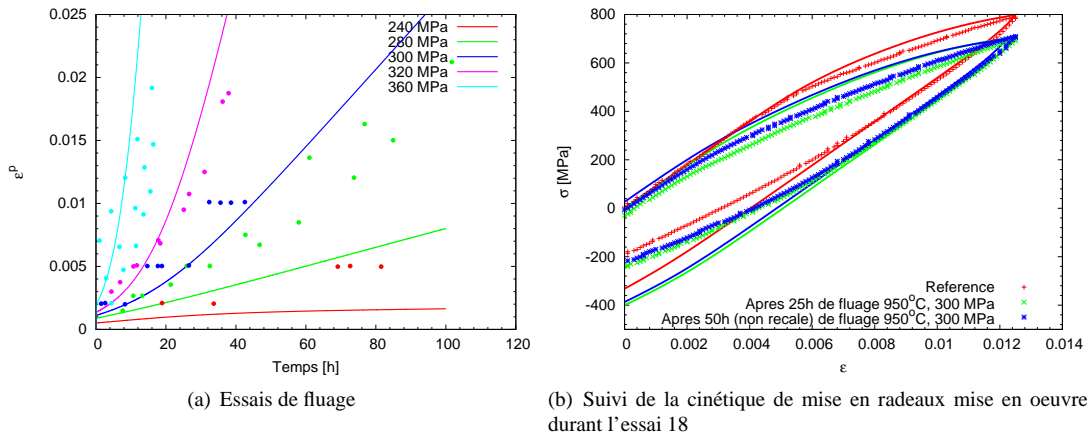 0.025
0.02
0.015
0.01
0.005
0
0 20 40 60 80 100 120
ε^p
Temps [h]
240 MPa
280 MPa
300 MPa
320 MPa
360 MPa
(a) Essais de fluage
800
600
400
200
0
-200
-400
0 0.002 0.004 0.006 0.008 0.01 0.012 0.014
σ [MPa]
ε
Reference
Apres 25h de fluage 950°C, 300 MPa
Apres 50h (non recale) de fluage 950°C, 300 MPa
(b) Suivi de la cinétique de mise en radeaux mise en oeuvre
durant l'essai 18